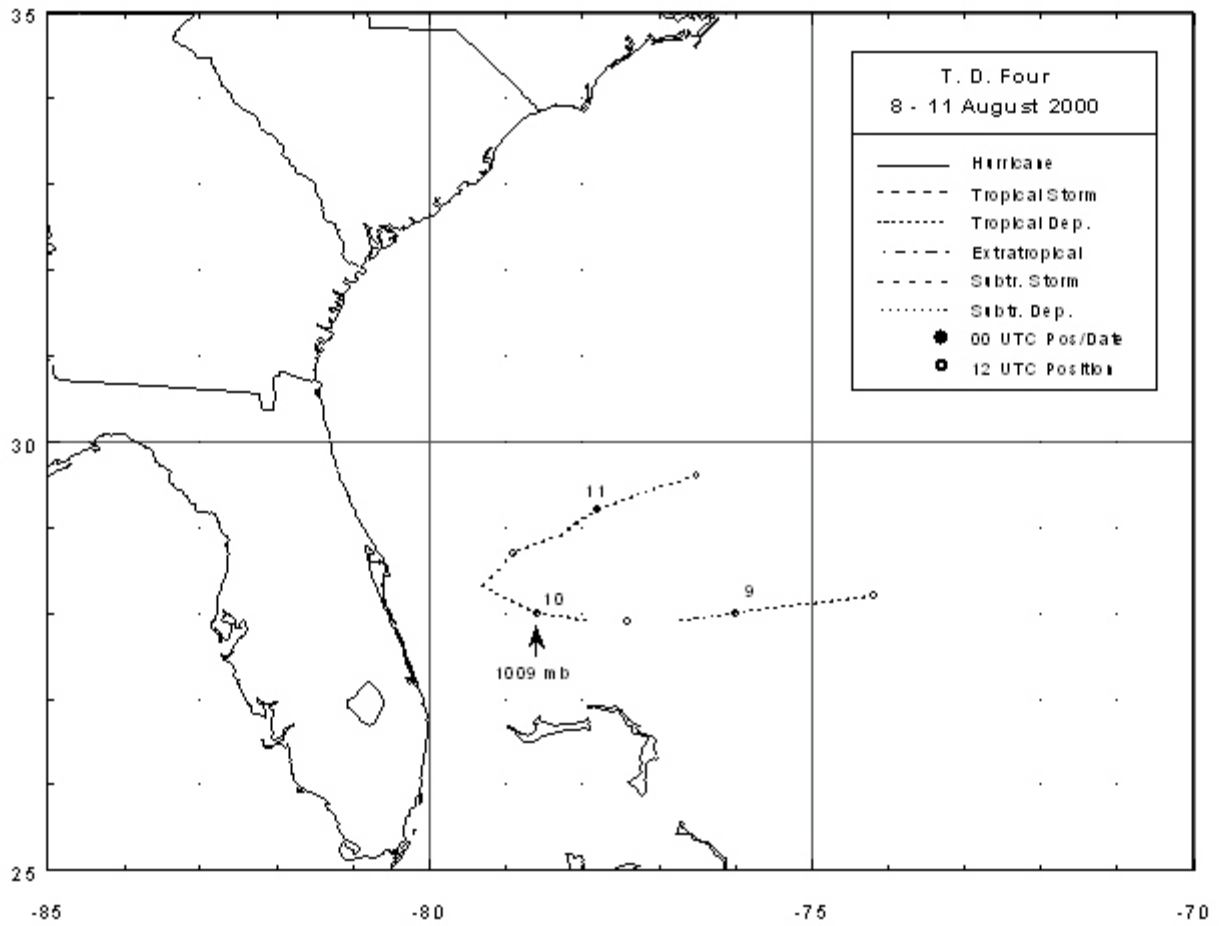 35
T. D. Four
8 - 11 August 2000
Hurricane
Tropical Storm
Tropical Dep.
Extratropical
Subtr. Storm
Subtr. Dep.
00 UTC Pos/Date
12 UTC Position
30
11
10
9
1009 mb
25
-85
-80
-75
-70